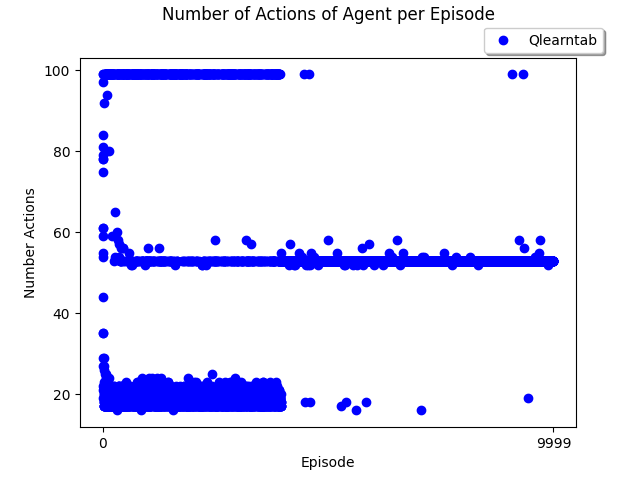 Number of Actions of Agent per Episode
Qlearntab
100
80
60
40
20
Number Actions
0
9999
Episode